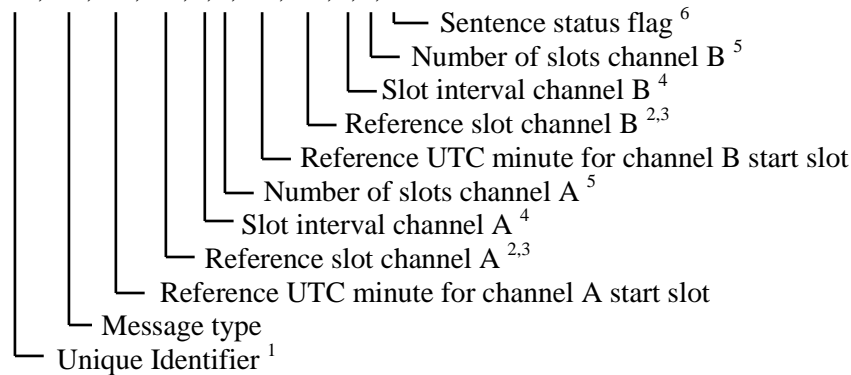 Sentence status flag 6
Number of slots channel B 5
Slot interval channel B 4
Reference slot channel B 2,3
Reference UTC minute for channel B start slot
Number of slots channel A 5
Slot interval channel A 4
Reference slot channel A 2,3
Reference UTC minute for channel A start slot
Message type
Unique Identifier 1